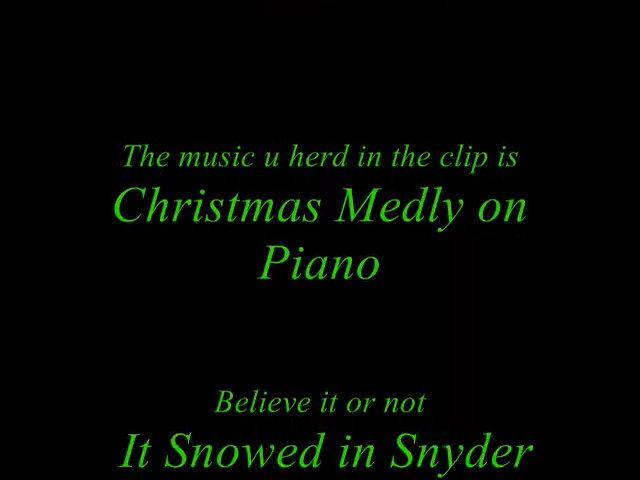 The music u herd in the clip is
Christmas Medly on
Piano
Believe it or not
It Snowed in Snyder